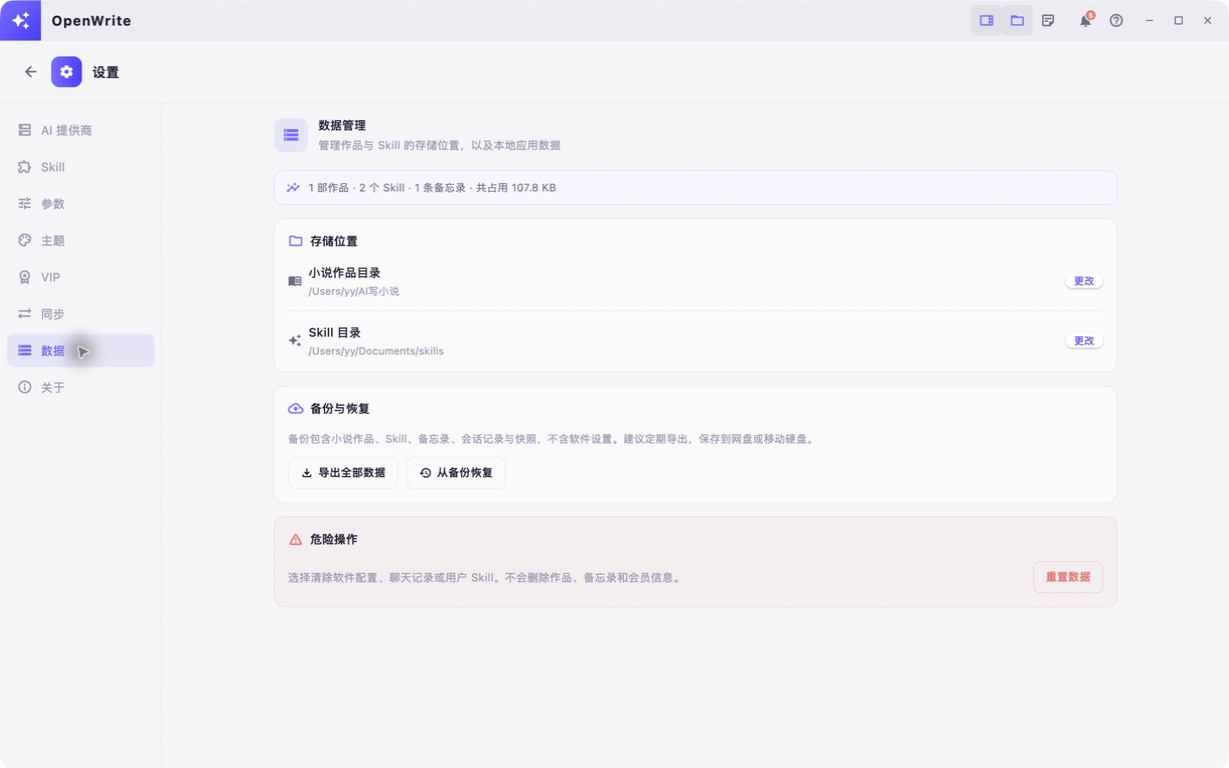 OpenWrite
6
设置
AI 提供商
Skill
参数
主题
VIP
同步
数据
关于
数据管理
管理作品与 Skill 的存储位置，以及本地应用数据
1 部作品 · 2 个 Skill · 1 条备忘录 · 共占用 107.8 KB
存储位置
小说作品目录
/Users/yy/AI写小说
更改
Skill 目录
/Users/yy/Documents/skills
更改
备份与恢复
备份包含小说作品、Skill、备忘录、会话记录与快照，不含软件设置。建议定期导出，保存到网盘或移动硬盘。
导出全部数据
从备份恢复
危险操作
选择清除软件配置、聊天记录或用户 Skill。不会删除作品、备忘录和会员信息。
重置数据